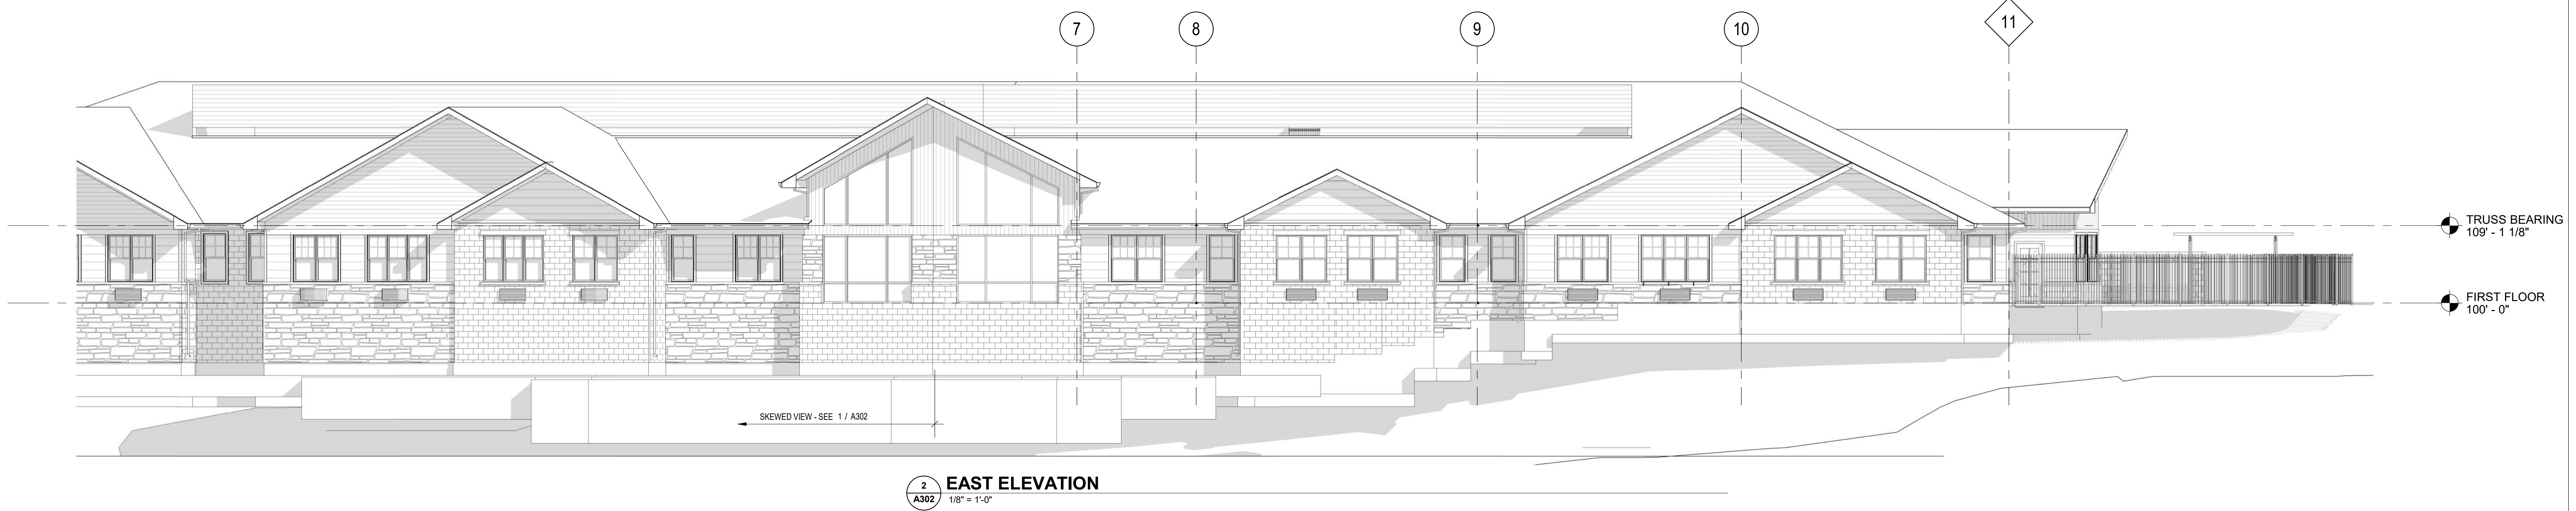 7
8
9
10
11
TRUSS BEARING
109' - 1 1/8"
FIRST FLOOR
100' - 0"
SKEWED VIEW - SEE 1 / A302
2
A302
EAST ELEVATION
1/8" = 1'-0"